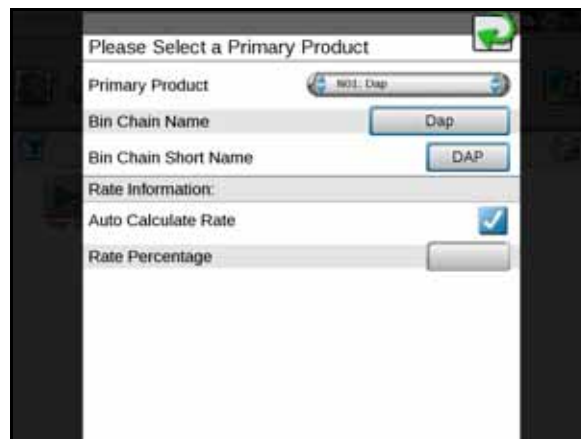 Please Select a Primary Product
Primary Product N01: Dap
Bin Chain Name Dap
Bin Chain Short Name DAP
Rate Information:
Auto Calculate Rate
Rate Percentage